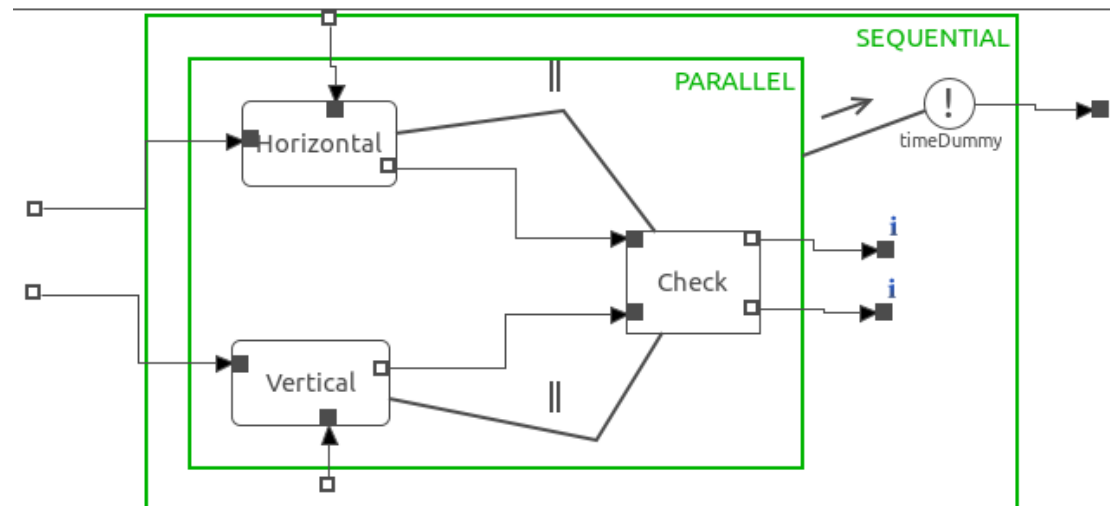 SEQUENTIAL
PARALLEL
!
timeDummy
Horizontal
||
i
Check
i
Vertical
||